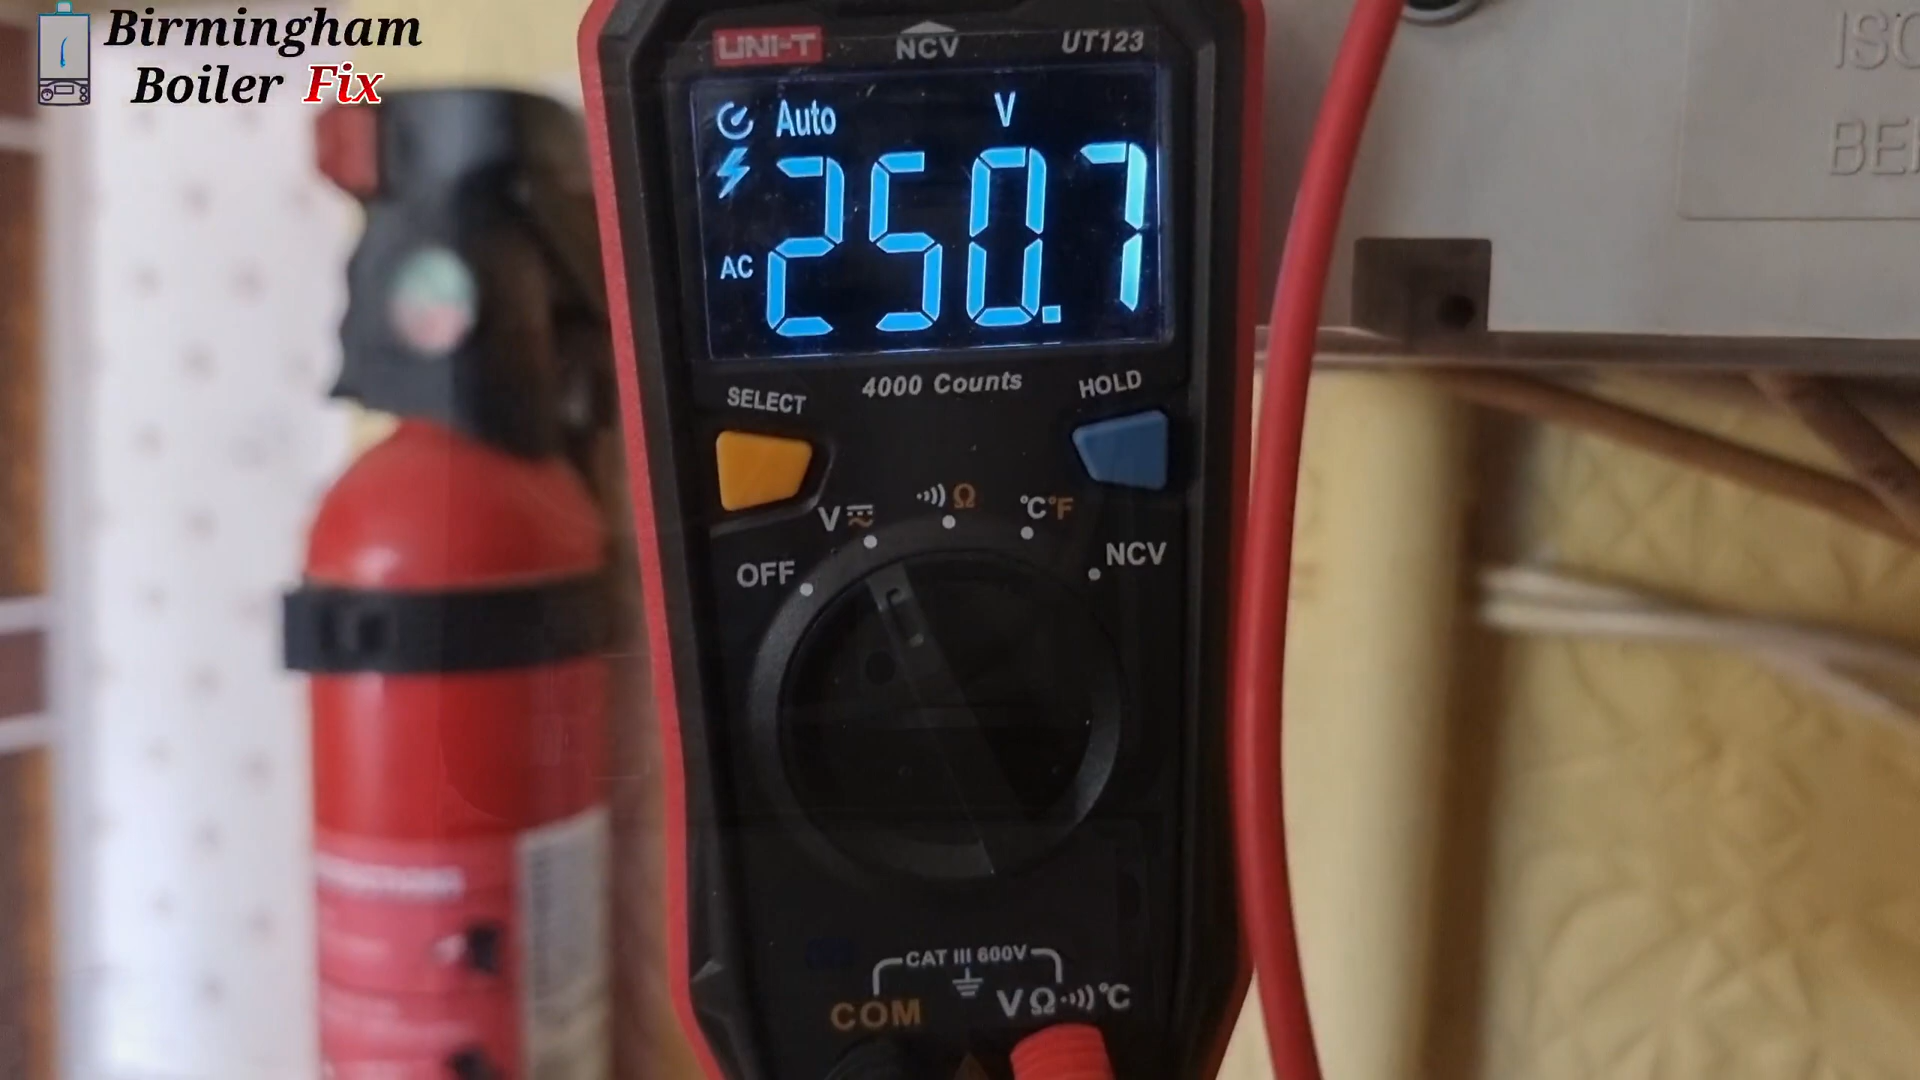 Birmingham
Boiler Fix
UNI-T
NCV
UT123
Auto
V
AC
250.7
4000 Counts
SELECT
HOLD
OFF
V
Ω
°C°F
NCV
CAT III 600V
COM
VΩ °C